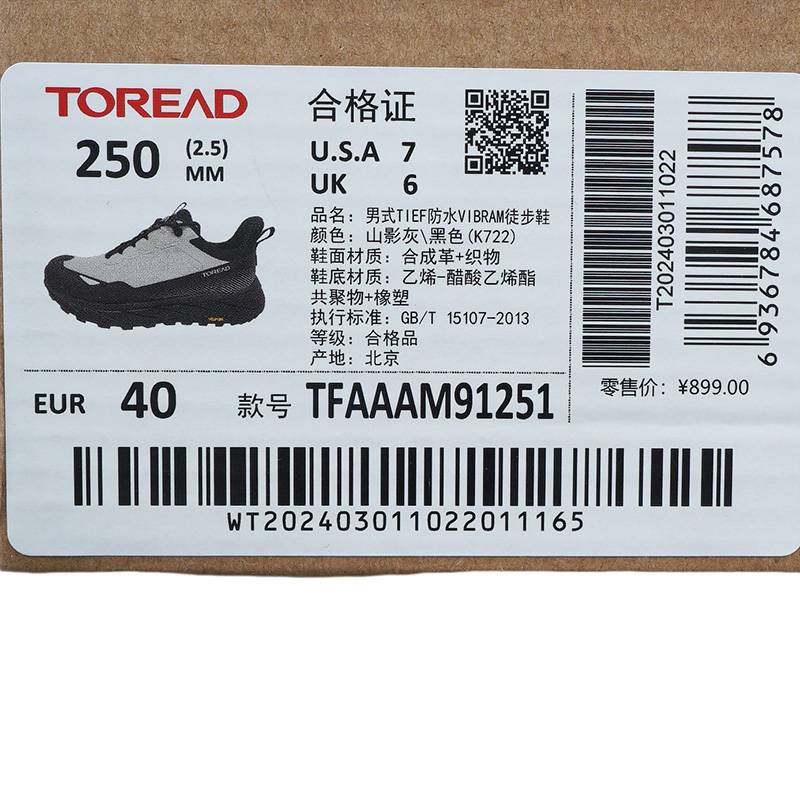 TOREAD
250 (2.5) MM
合格证
U.S.A 7
UK 6
品名：男式TIEF防水VIBRAM徒步鞋
颜色：山影灰\黑色(K722)
鞋面材质：合成革+织物
鞋底材质：乙烯-醋酸乙烯酯
共聚物+橡塑
执行标准：GB/T 15107-2013
等级：合格品
产地：北京
TOREAD
T202403011022
6 936784 687578
零售价：¥899.00
EUR 40
款号 TFAAAM91251
WT202403011022011165